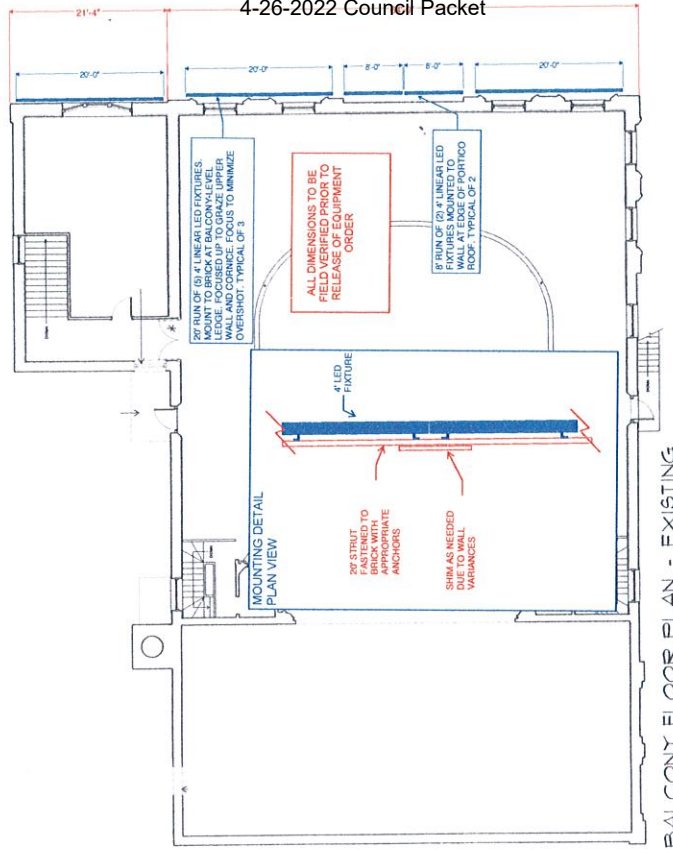 4-26-2022 Council Packet
21'-4"
20'-0"
20'-0"
8'-0"
8'-0"
20'-0"
20' RUN OF (5) 4' LINEAR LED FIXTURES.
MOUNT TO BRICK AT BALCONY-LEVEL
LEDGE. FOCUSED UP TO GRAZE UPPER
WALL AND CORNICE. FOCUS TO MINIMIZE
OVERSHOT. TYPICAL OF 3
ALL DIMENSIONS TO BE
FIELD VERIFIED PRIOR TO
RELEASE OF EQUIPMENT
ORDER
8' RUN OF (2) 4' LINEAR LED
FIXTURES MOUNTED TO
WALL AT EDGE OF PORTICO
ROOF. TYPICAL OF 2
MOUNTING DETAIL
PLAN VIEW
4' LED
FIXTURE
20' STRUT
FASTENED TO
BRICK WITH
APPROPRIATE
ANCHORS
SHIM AS NEEDED
DUE TO WALL
VARIANCES
BALCONY FLOOR PLAN - EXISTING